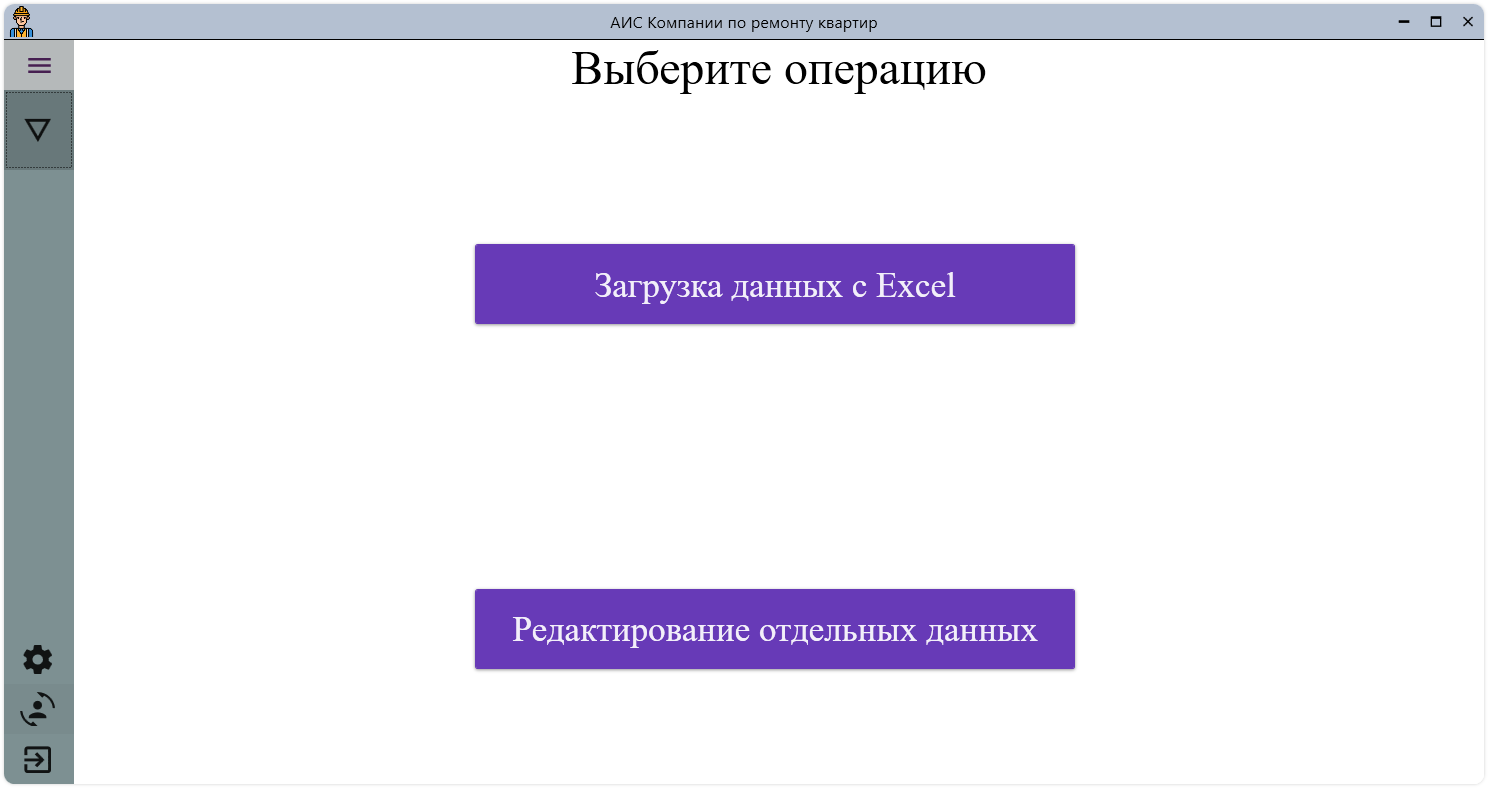 АИС Компании по ремонту квартир
Выберите операцию
Загрузка данных с Excel
Редактирование отдельных данных